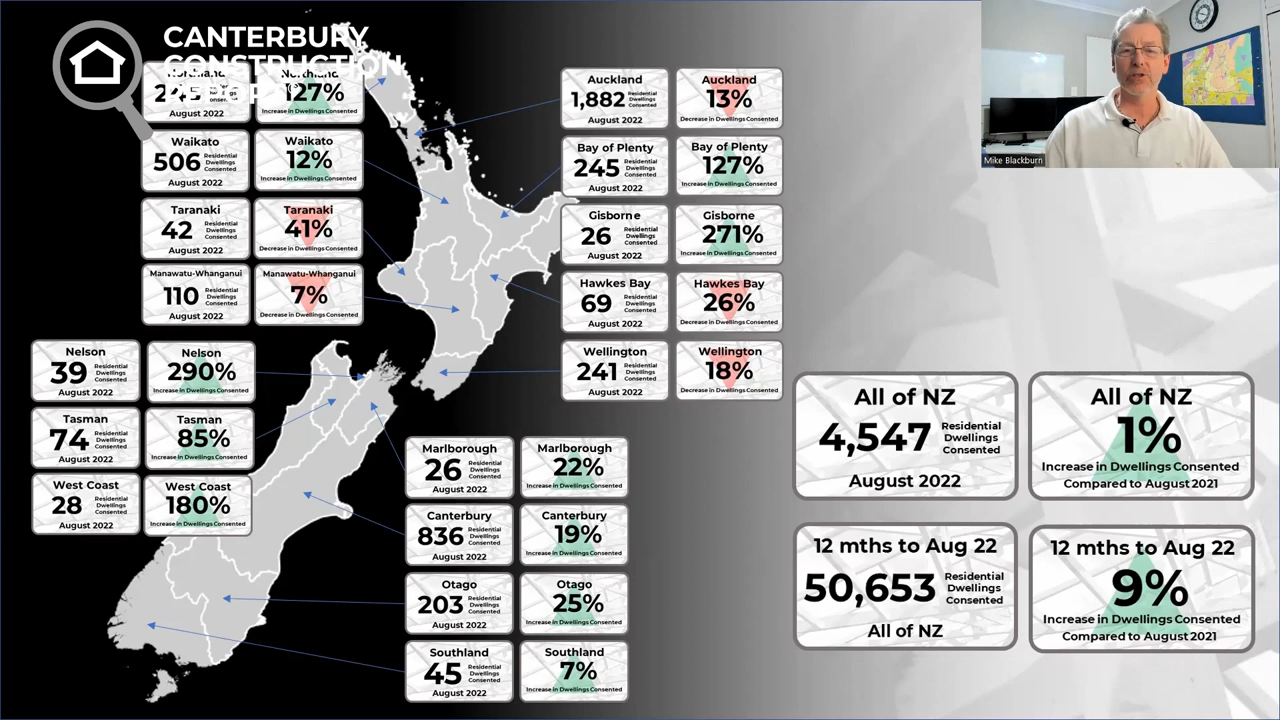 CANTERBURY
CONSTRUCTION
Northland
127%
Increase in Dwellings Consented
August 2022
Waikato
506 Residential Dwellings Consented
August 2022
Waikato
12%
Increase in Dwellings Consented
Taranaki
42 Residential Dwellings Consented
August 2022
Taranaki
41%
Decrease in Dwellings Consented
Manawatu-Whanganui
110 Residential Dwellings Consented
August 2022
Manawatu-Whanganui
7%
Decrease in Dwellings Consented
Nelson
39 Residential Dwellings Consented
August 2022
Nelson
290%
Increase in Dwellings Consented
Tasman
74 Residential Dwellings Consented
August 2022
Tasman
85%
Increase in Dwellings Consented
West Coast
28 Residential Dwellings Consented
August 2022
West Coast
180%
Increase in Dwellings Consented
Auckland
1,882 Residential Dwellings Consented
August 2022
Auckland
13%
Decrease in Dwellings Consented
Bay of Plenty
245 Residential Dwellings Consented
August 2022
Bay of Plenty
127%
Increase in Dwellings Consented
Gisborne
26 Residential Dwellings Consented
August 2022
Gisborne
271%
Increase in Dwellings Consented
Hawkes Bay
69 Residential Dwellings Consented
August 2022
Hawkes Bay
26%
Decrease in Dwellings Consented
Wellington
241 Residential Dwellings Consented
August 2022
Wellington
18%
Decrease in Dwellings Consented
Marlborough
26 Residential Dwellings Consented
August 2022
Marlborough
22%
Increase in Dwellings Consented
Canterbury
836 Residential Dwellings Consented
August 2022
Canterbury
19%
Increase in Dwellings Consented
Otago
203 Residential Dwellings Consented
August 2022
Otago
25%
Increase in Dwellings Consented
Southland
45 Residential Dwellings Consented
August 2022
Southland
7%
Increase in Dwellings Consented
Mike Blackburn
All of NZ
4,547 Residential Dwellings Consented
August 2022
All of NZ
1%
Increase in Dwellings Consented
Compared to August 2021
12 mths to Aug 22
50,653 Residential Dwellings Consented
All of NZ
12 mths to Aug 22
9%
Increase in Dwellings Consented
Compared to August 2021